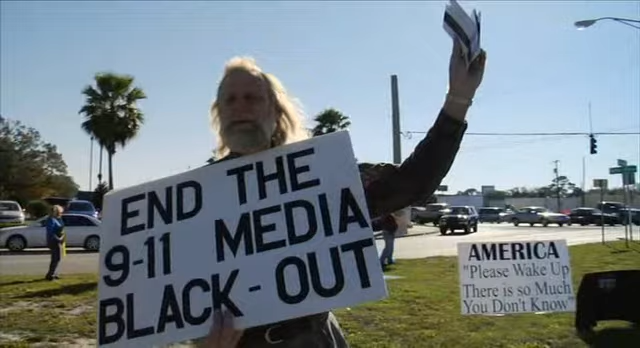 END THE
9-11 MEDIA
BLACK-OUT
AMERICA
"Please Wake Up
There is so Much
You Don't Know"